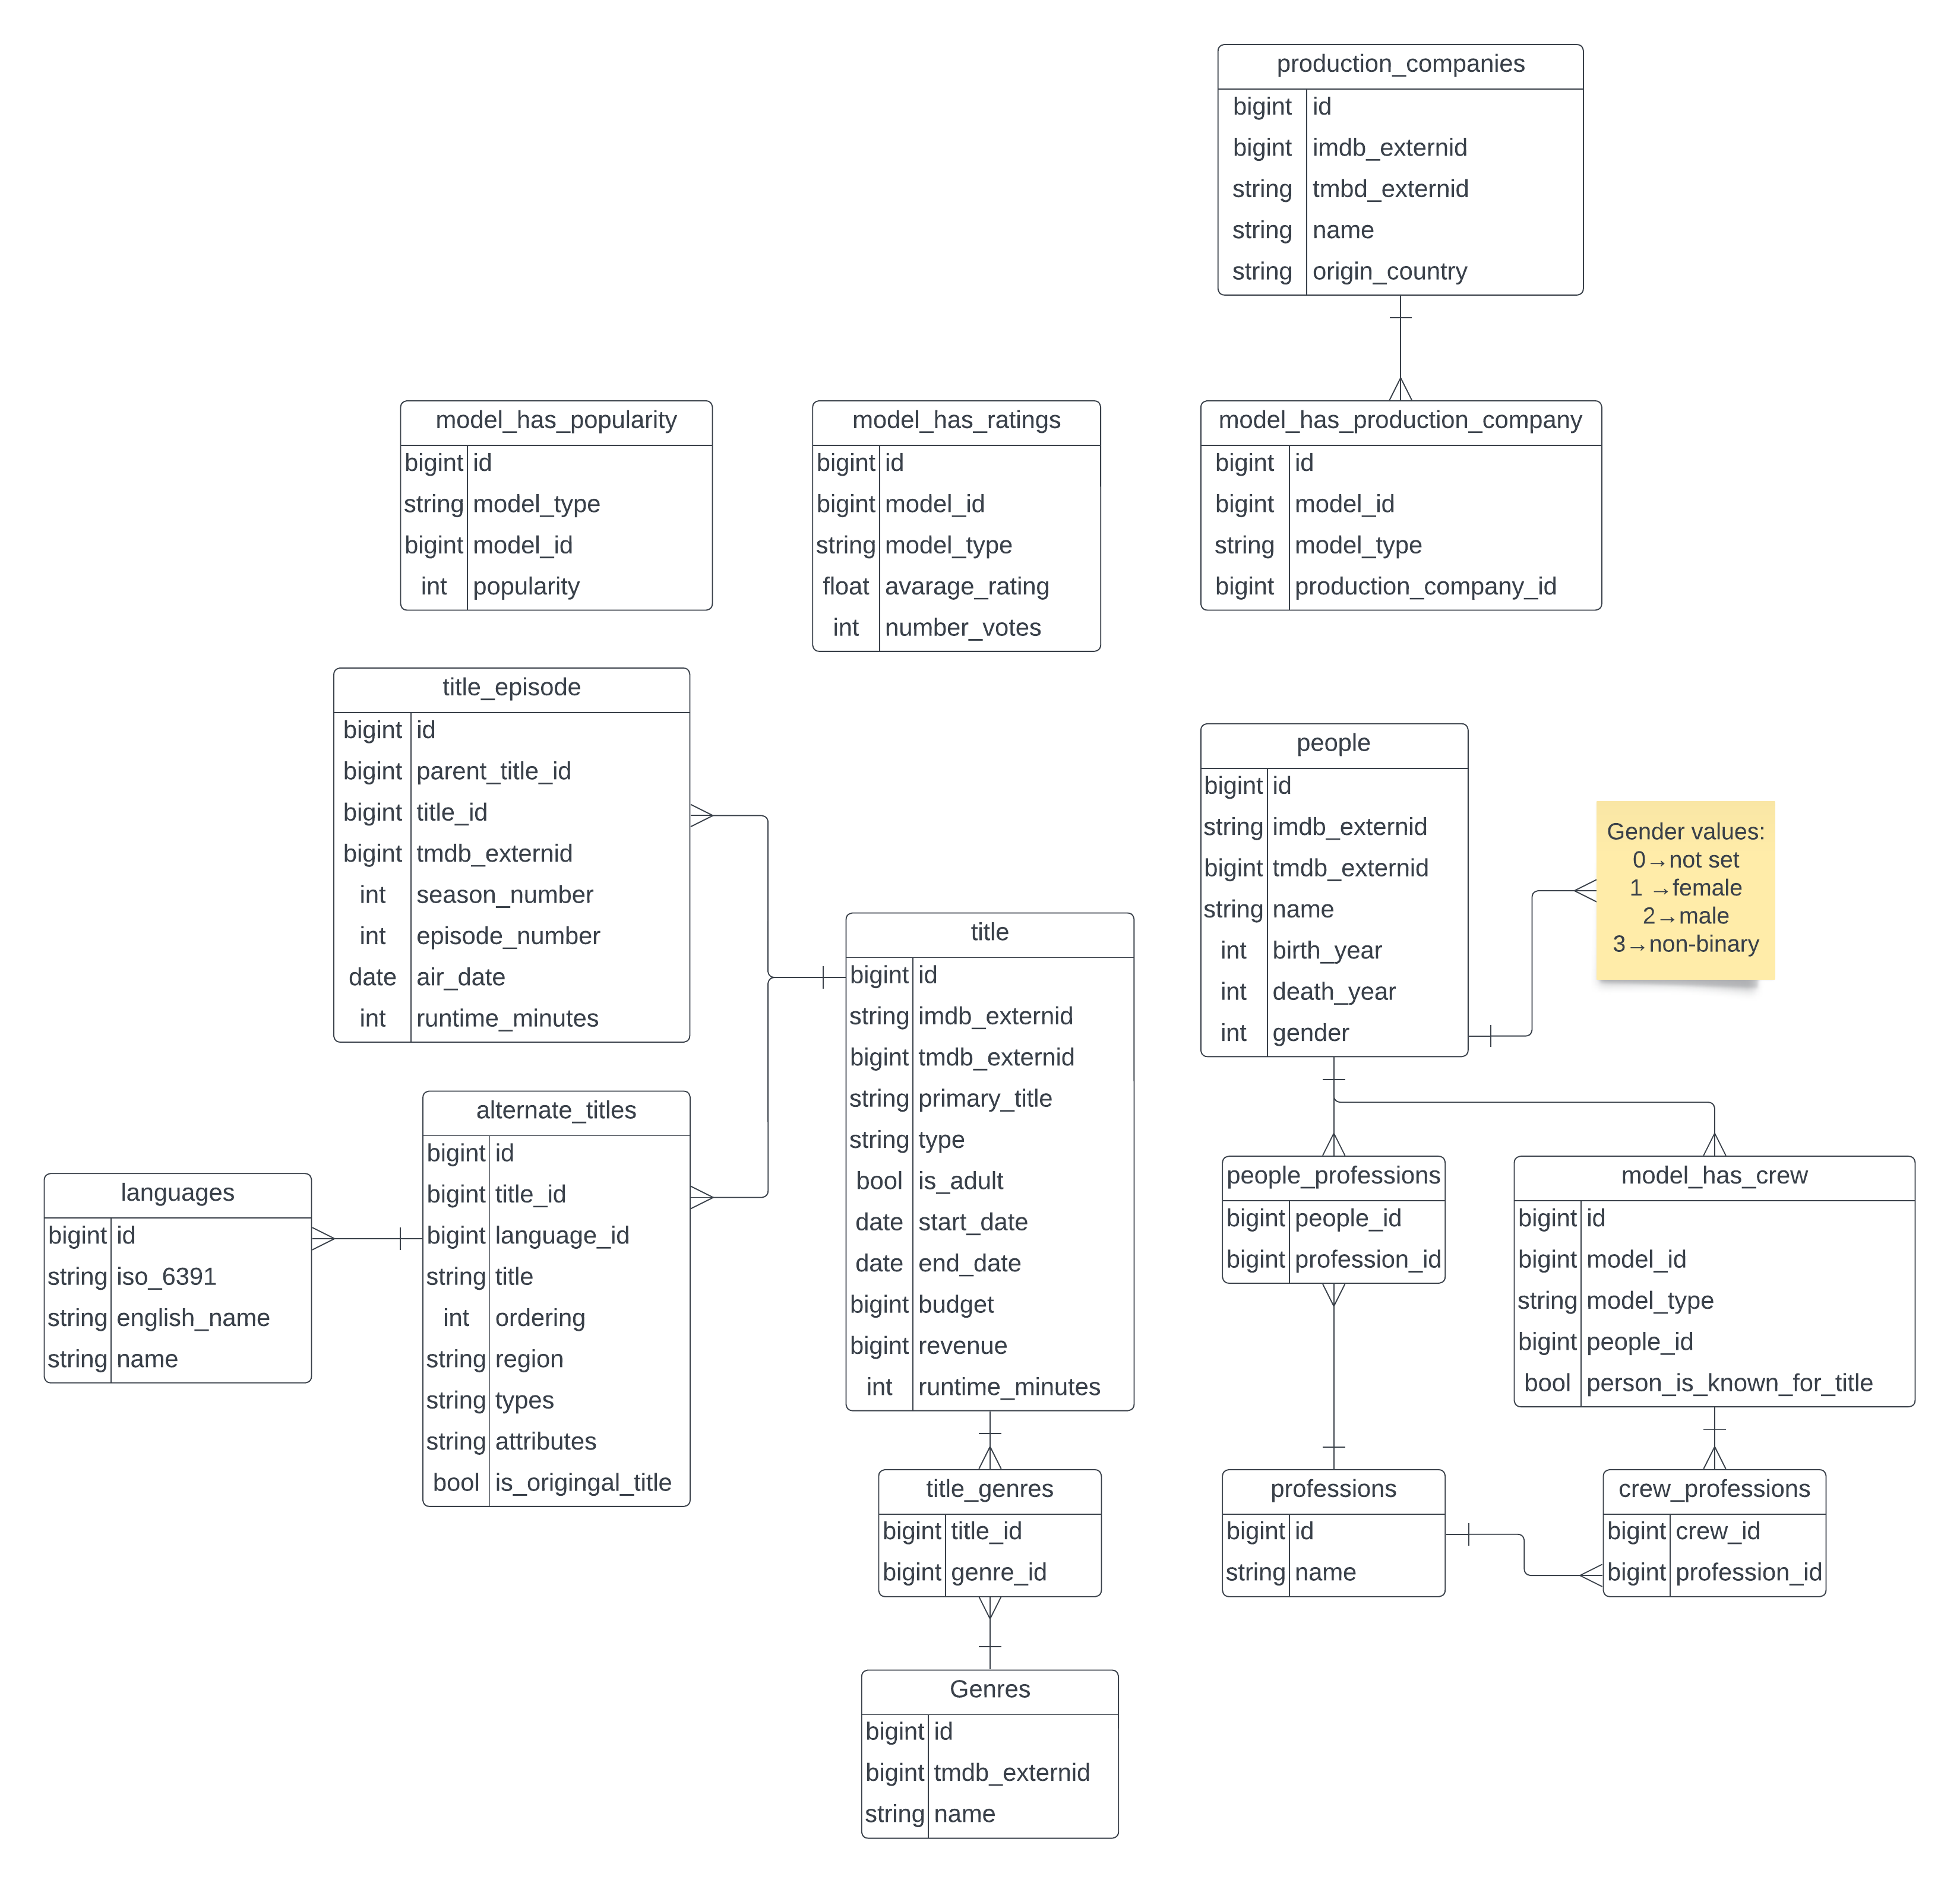 production_companies
bigint id
bigint imdb_externid
string tmbd_externid
string name
string origin_country
model_has_popularity
bigint id
string model_type
bigint model_id
int popularity
model_has_ratings
bigint id
bigint model_id
string model_type
float avarage_rating
int number_votes
model_has_production_company
bigint id
bigint model_id
string model_type
bigint production_company_id
title_episode
bigint id
bigint parent_title_id
bigint title_id
bigint tmdb_externid
int season_number
int episode_number
date air_date
int runtime_minutes
people
bigint id
string imdb_externid
bigint tmdb_externid
string name
int birth_year
int death_year
int gender
Gender values:
0→not set
1 →female
2→male
3→non-binary
title
bigint id
string imdb_externid
bigint tmdb_externid
string primary_title
string type
bool is_adult
date start_date
date end_date
bigint budget
bigint revenue
int runtime_minutes
alternate_titles
bigint id
bigint title_id
bigint language_id
string title
int ordering
string region
string types
string attributes
bool is_origingal_title
languages
bigint id
string iso_6391
string english_name
string name
people_professions
bigint people_id
bigint profession_id
model_has_crew
bigint id
bigint model_id
string model_type
bigint people_id
bool person_is_known_for_title
title_genres
bigint title_id
bigint genre_id
professions
bigint id
string name
crew_professions
bigint crew_id
bigint profession_id
Genres
bigint id
bigint tmdb_externid
string name